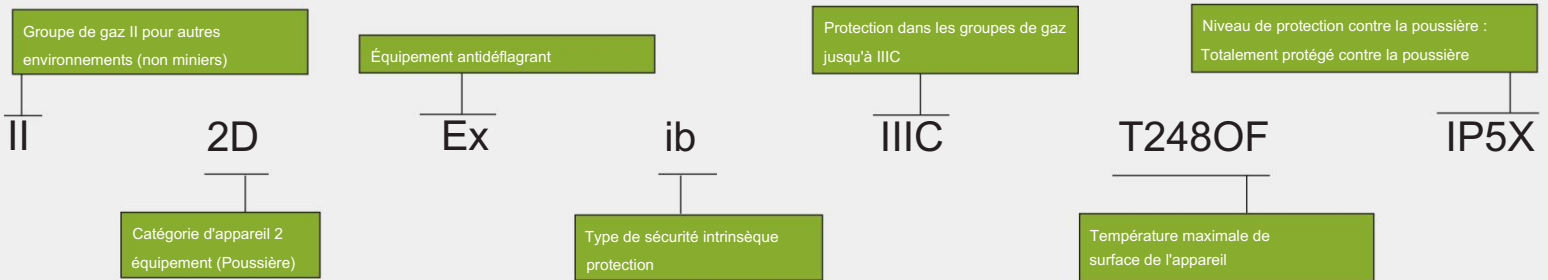 Groupe de gaz II pour autres
environnements (non miniers)
Équipement antidéflagrant
Protection dans les groupes de gaz
jusqu'à IIIC
Niveau de protection contre la poussière :
Totalement protégé contre la poussière
II 2D Ex ib IIIC T248OF IP5X
Catégorie d'appareil 2
équipement (Poussière)
Type de sécurité intrinsèque
protection
Température maximale de
surface de l'appareil